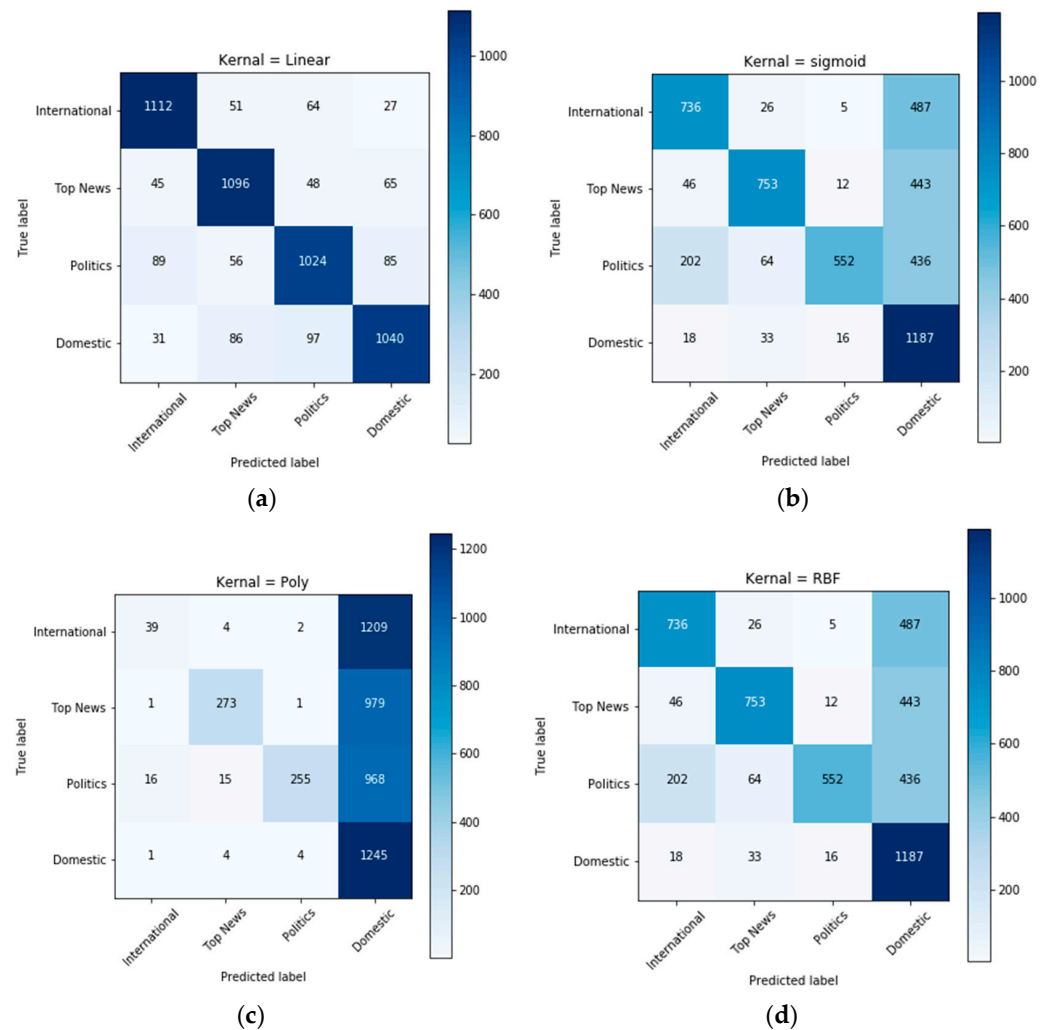 Kernal = Linear
1000
800
600
400
200
International 1112 51 64 27
Top News 45 1096 48 65
Politics 89 56 1024 85
Domestic 31 86 97 1040
True label
International Top News Politics Domestic
Predicted label
(a)
Kernal = sigmoid
1000
800
600
400
200
International 736 26 5 487
Top News 46 753 12 443
Politics 202 64 552 436
Domestic 18 33 16 1187
True label
International Top News Politics Domestic
Predicted label
(b)
Kernal = Poly
1200
1000
800
600
400
200
International 39 4 2 1209
Top News 1 273 1 979
Politics 16 15 255 968
Domestic 1 4 4 1245
True label
International Top News Politics Domestic
Predicted label
(c)
Kernal = RBF
1000
800
600
400
200
International 736 26 5 487
Top News 46 753 12 443
Politics 202 64 552 436
Domestic 18 33 16 1187
True label
International Top News Politics Domestic
Predicted label
(d)